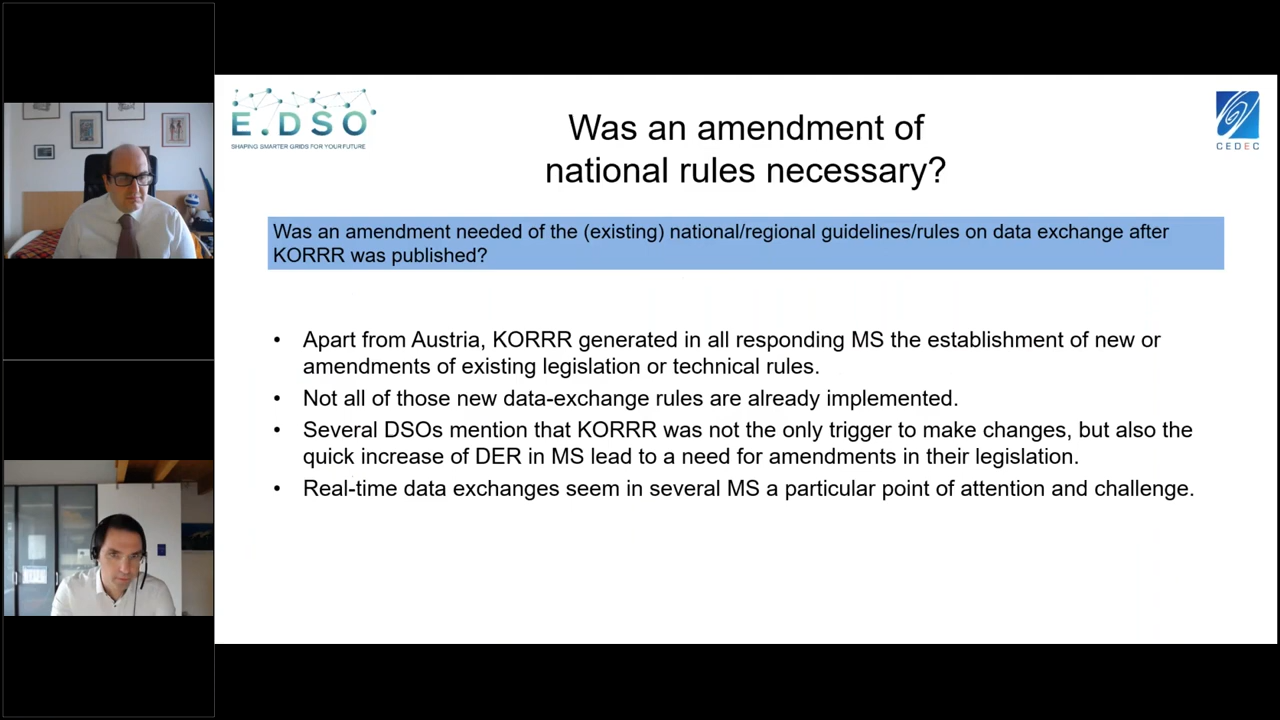 E.DSO
SHAPING SMARTER GRIDS FOR YOUR FUTURE
CEDEC
Was an amendment of
national rules necessary?
Was an amendment needed of the (existing) national/regional guidelines/rules on data exchange after
KORRR was published?
• Apart from Austria, KORRR generated in all responding MS the establishment of new or
amendments of existing legislation or technical rules.
• Not all of those new data-exchange rules are already implemented.
• Several DSOs mention that KORRR was not the only trigger to make changes, but also the
quick increase of DER in MS lead to a need for amendments in their legislation.
• Real-time data exchanges seem in several MS a particular point of attention and challenge.